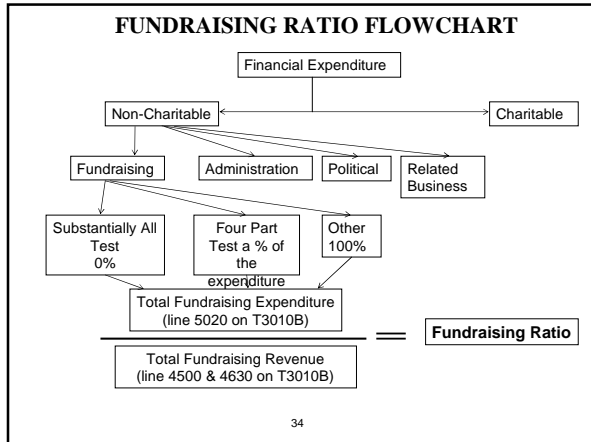 FUNDRAISING RATIO FLOWCHART
Financial Expenditure
Non-Charitable
Charitable
Fundraising
Administration
Political
Related
Business
Substantially All
Test
0%
Four Part
Test a % of
the
expenditure
Other
100%
Total Fundraising Expenditure
(line 5020 on T3010B)
=
Fundraising Ratio
Total Fundraising Revenue
(line 4500 & 4630 on T3010B)
34